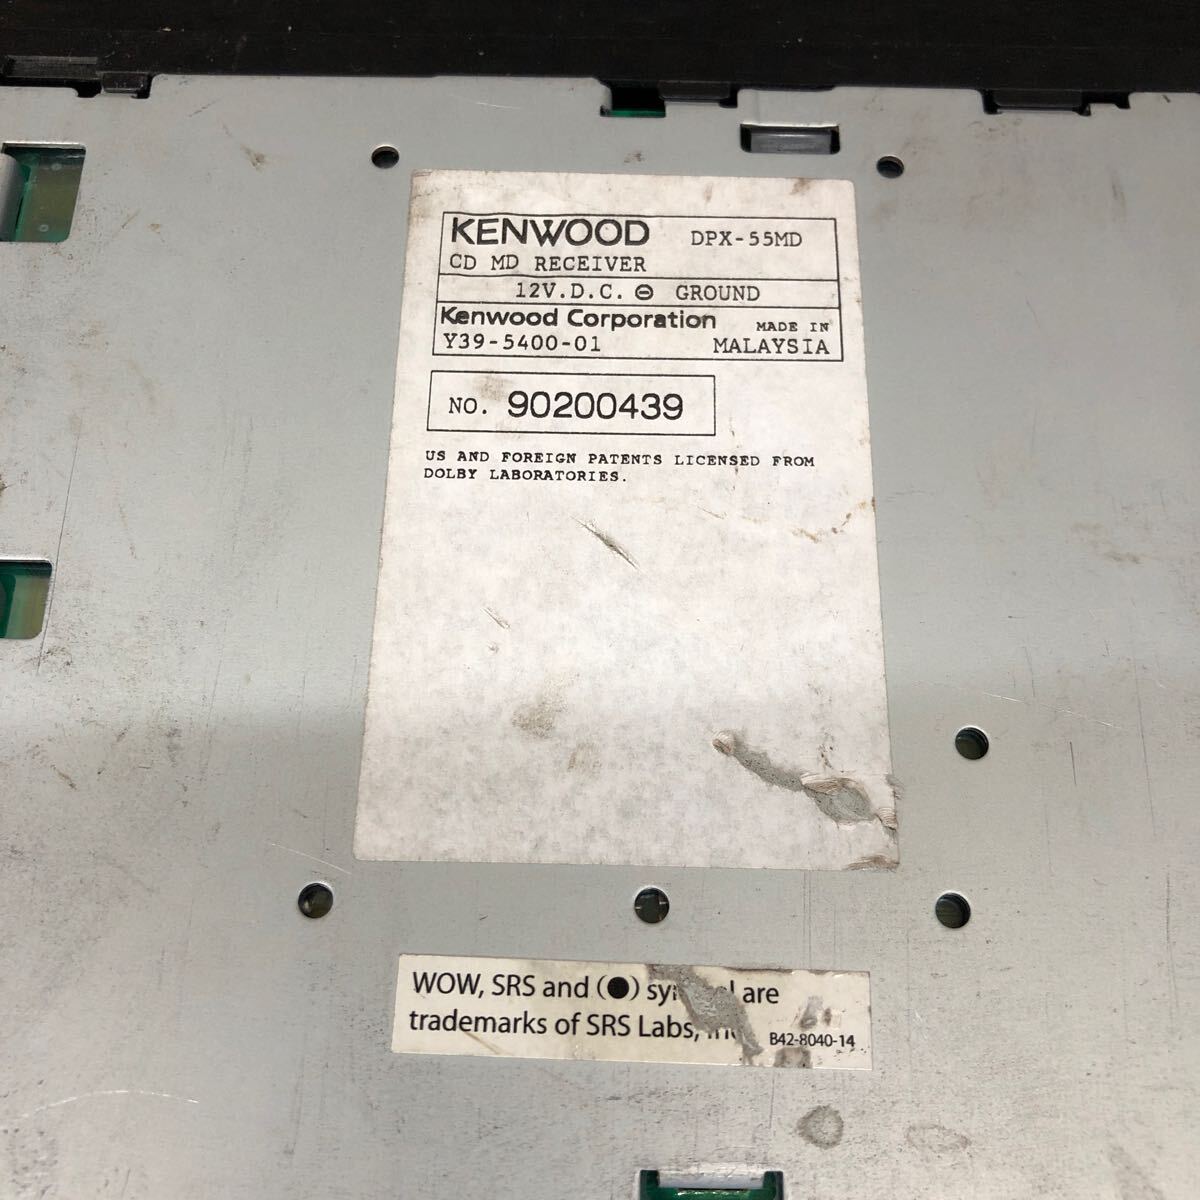 KENWOOD DPX-55MD
CD MD RECEIVER
12V.D.C. ⊖ GROUND
Kenwood Corporation MADE IN
Y39-5400-01 MALAYSIA
NO. 90200439
US AND FOREIGN PATENTS LICENSED FROM
DOLBY LABORATORIES.
WOW, SRS and (●) are
trademarks of SRS Labs,
B42-8040-14